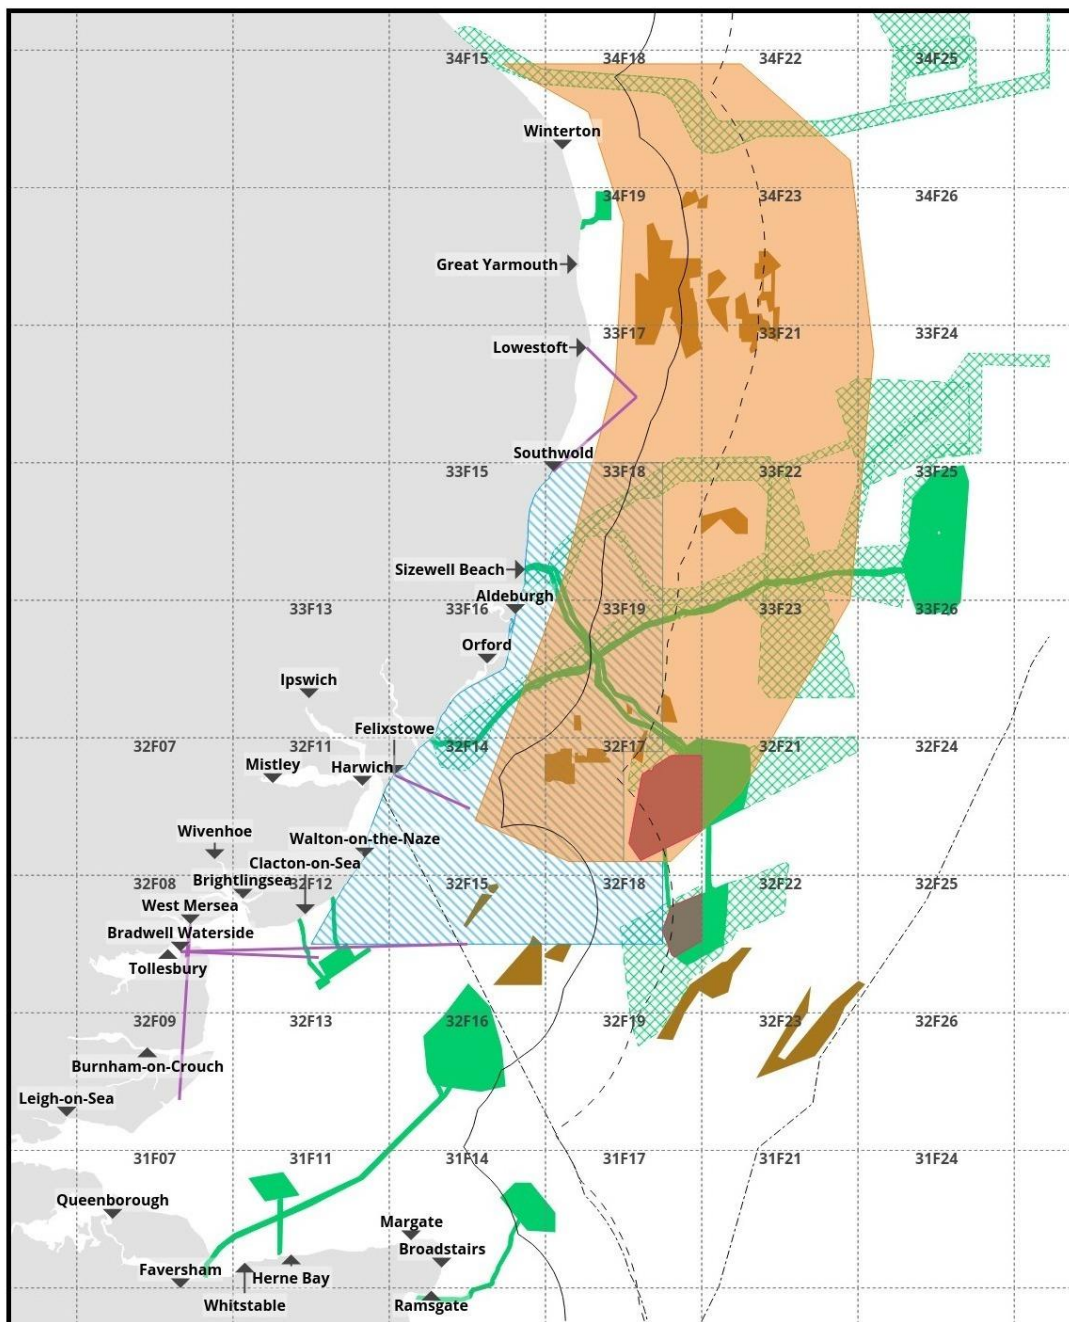 34F15
34F18
34F22
34F25
Winterton
34F19
34F23
34F26
Great Yarmouth
33F17
33F21
33F24
Lowestoft
Southwold
33F15
33F18
33F22
33F25
Sizewell Beach
Aldeburgh
33F13
33F16
33F19
33F23
33F26
Orford
Ipswich
Felixstowe
32F07
32F11
32F14
32F17
32F21
32F24
Mistley
Harwich
Wivenhoe
Walton-on-the-Naze
Clacton-on-Sea
Brightlingsea
32F08
32F12
32F15
32F18
32F22
32F25
West Mersea
Bradwell Waterside
Tollesbury
32F09
32F13
32F16
32F19
32F23
32F26
Burnham-on-Crouch
Leigh-on-Sea
31F07
31F11
31F14
31F17
31F21
31F24
Queenborough
Margate
Broadstairs
Faversham
Herne Bay
Whitstable
Ramsgate